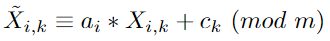 X̃_{i,k} ≡ a_i * X_{i,k} + c_k (mod m)